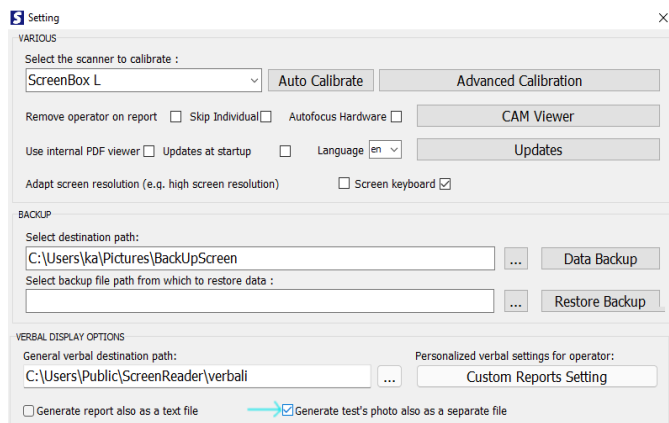 S Setting
VARIOUS
Select the scanner to calibrate :
ScreenBox L Auto Calibrate Advanced Calibration
Remove operator on report Skip Individual Autofocus Hardware CAM Viewer
Use internal PDF viewer Updates at startup Language en Updates
Adapt screen resolution (e.g. high screen resolution) Screen keyboard
BACKUP
Select destination path:
C:\Users\ka\Pictures\BackUpScreen ... Data Backup
Select backup file path from which to restore data :
... Restore Backup
VERBAL DISPLAY OPTIONS
General verbal destination path: Personalized verbal settings for operator:
C:\Users\Public\ScreenReader\verbali ... Custom Reports Setting
Generate report also as a text file Generate test's photo also as a separate file